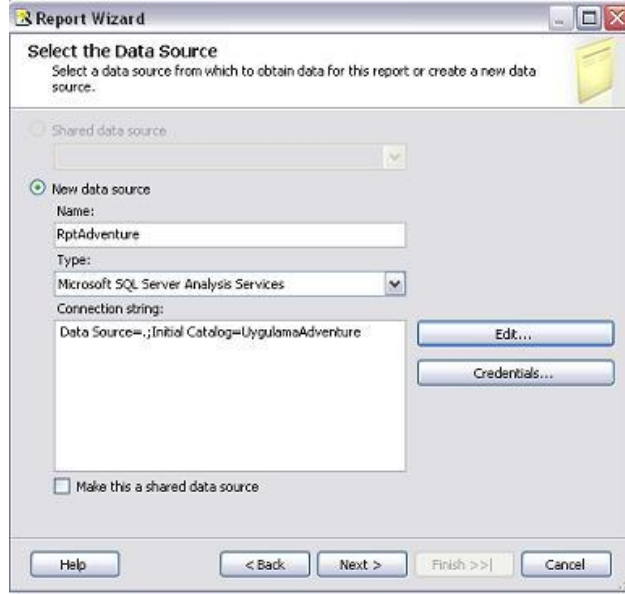 Report Wizard
Select the Data Source
Select a data source from which to obtain data for this report or create a new data
source.
Shared data source
New data source
Name:
RptAdventure
Type:
Microsoft SQL Server Analysis Services
Connection string:
Data Source=.;Initial Catalog=UygulamaAdventure
Edit...
Credentials...
Make this a shared data source
Help
< Back
Next >
Finish >>|
Cancel